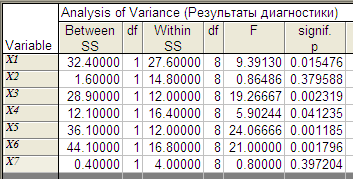 Analysis of Variance (Результаты диагностики)
Variable Between SS df Within SS df F signif. p
X1 32.40000 1 27.60000 8 9.39130 0.015476
X2 1.60000 1 14.80000 8 0.86486 0.379588
X3 28.90000 1 12.00000 8 19.26667 0.002319
X4 12.10000 1 16.40000 8 5.90244 0.041235
X5 36.10000 1 12.00000 8 24.06666 0.001185
X6 44.10000 1 16.80000 8 21.00000 0.001796
X7 0.40000 1 4.00000 8 0.80000 0.397204